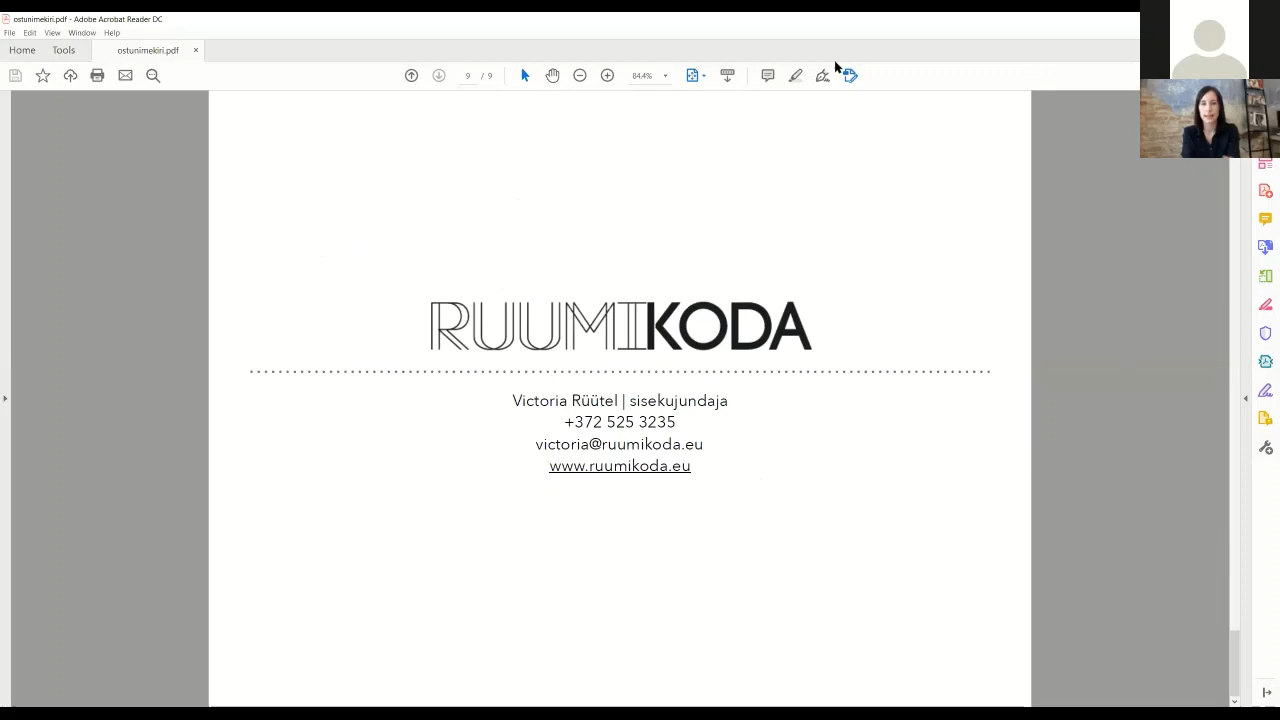 ostunimekiri.pdf - Adobe Acrobat Reader DC
File Edit View Window Help
Home Tools ostunimekiri.pdf ×
9 / 9 84.4%
RUUMIKODA
Victoria Rüütel | sisekujundaja
+372 525 3235
victoria@ruumikoda.eu
www.ruumikoda.eu